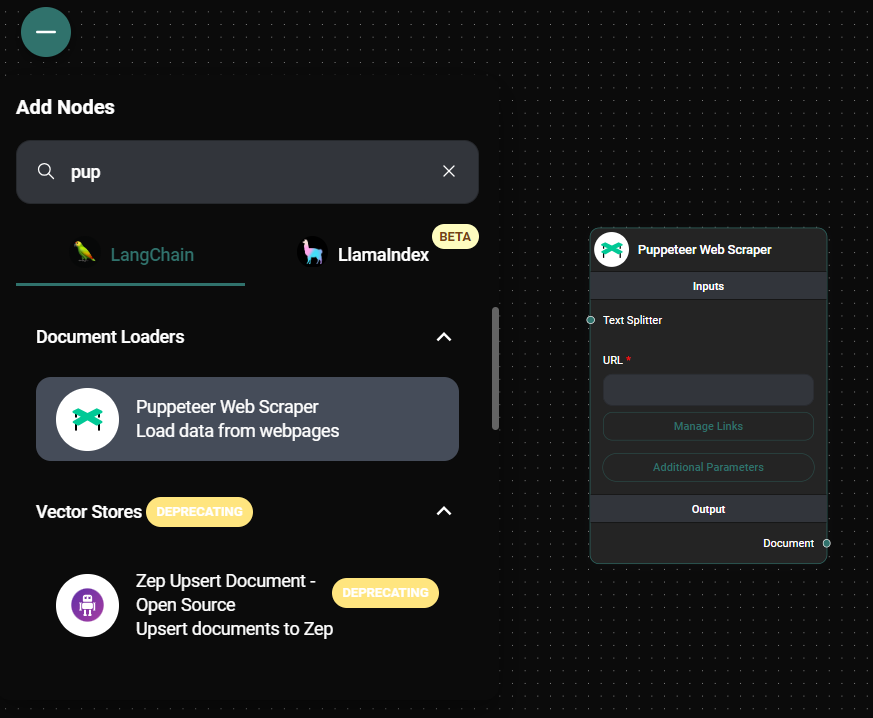 Add Nodes
pup
LangChain
LlamaIndex
BETA
Document Loaders
Puppeteer Web Scraper
Load data from webpages
Vector Stores DEPRECATING
Zep Upsert Document -
Open Source
DEPRECATING
Upsert documents to Zep
Puppeteer Web Scraper
Inputs
Text Splitter
URL *
Manage Links
Additional Parameters
Output
Document